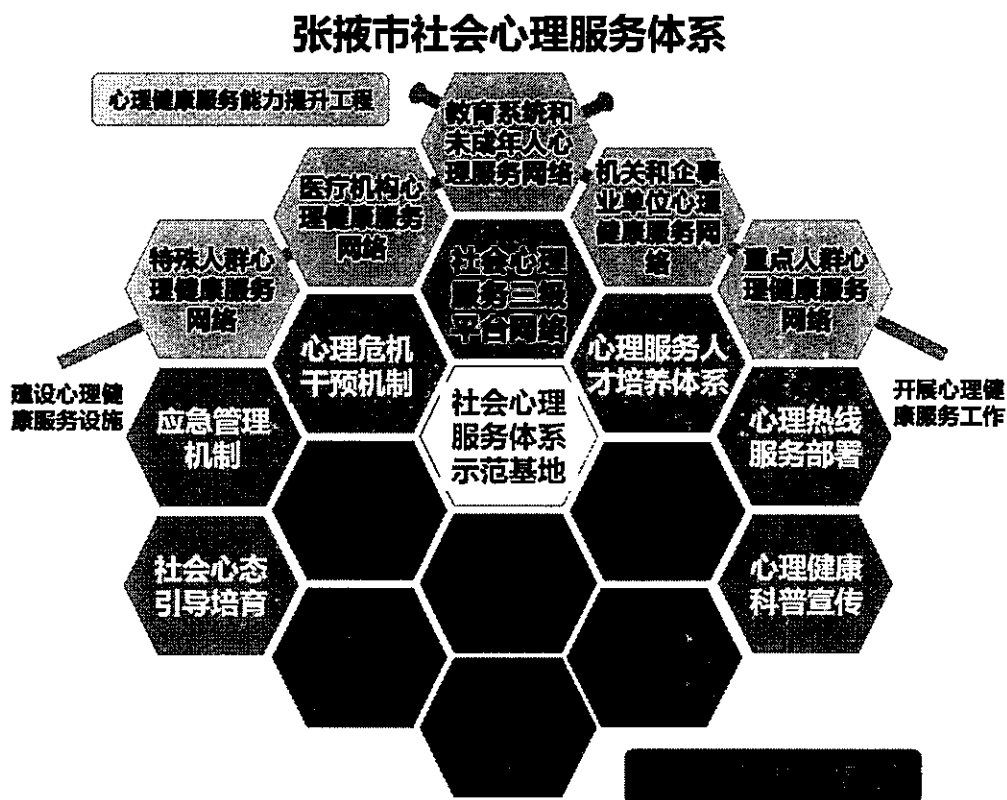 张掖市社会心理服务体系
心理健康服务能力提升工程
教育系统和
未成年人心
理服务网络
医疗机构心
理健康服务
网络
机关和企事
业单位心理
健康服务网
络
特殊人群心
理健康服务
网络
社会心理
服务三级
平台网络
重点人群心
理健康服务
网络
心理危机
干预机制
心理服务人
才培养体系
建设心理健
康服务设施
应急管理
机制
社会心理
服务体系
示范基地
心理热线
服务部署
开展心理健
康服务工作
社会心态
引导培育
心理健康
科普宣传